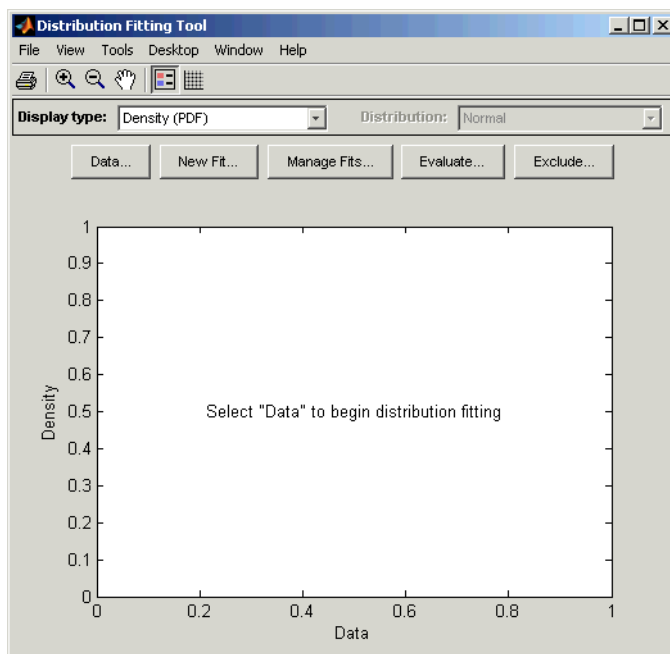 Distribution Fitting Tool
File View Tools Desktop Window Help
Display type: Density (PDF) Distribution: Normal
Data... New Fit... Manage Fits... Evaluate... Exclude...
1
0.9
0.8
0.7
0.6
0.5
0.4
0.3
0.2
0.1
0
Density
Select "Data" to begin distribution fitting
0 0.2 0.4 0.6 0.8 1
Data